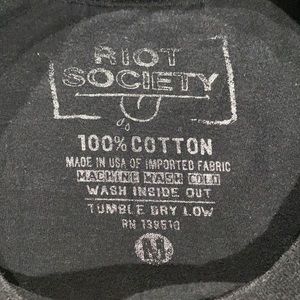 RIOT
SOCIETY
100% COTTON
MADE IN USA OF IMPORTED FABRIC
MACHINE WASH COLD
WASH INSIDE OUT
TUMBLE DRY LOW
RN 138510
M